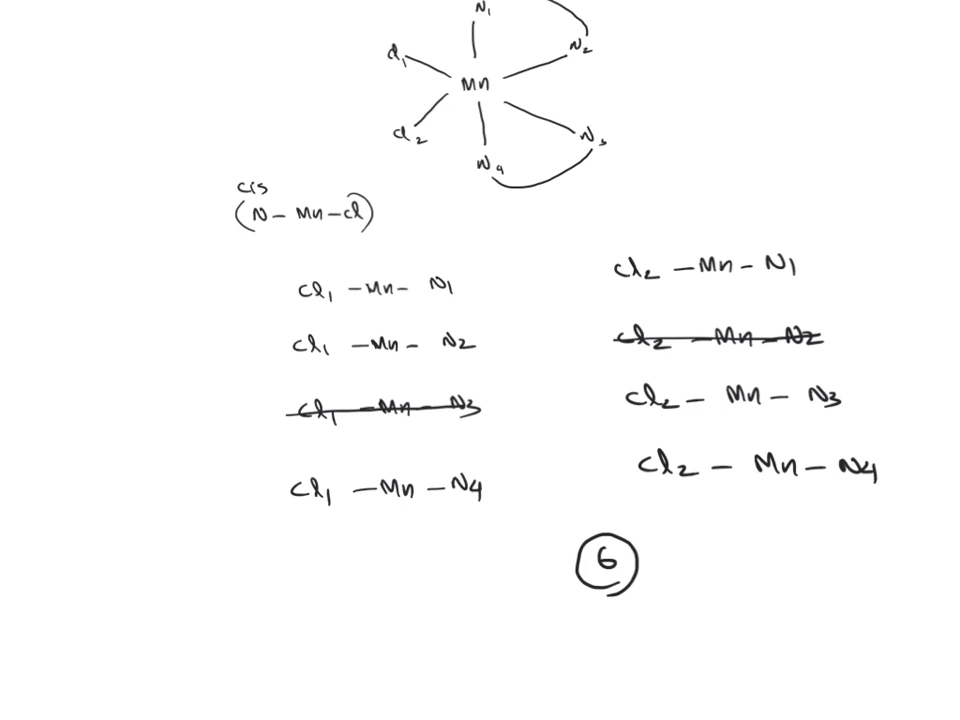 N₁
Cl₁ N₂
Mn
Cl₂ N₃
N₄
cis
(N - Mn - Cl)
Cl₁ - Mn - N₁
Cl₂ - Mn - N₁
Cl₁ - Mn - N₂
Cl₂ - Mn - N₂
Cl₁ - Mn - N₃
Cl₂ - Mn - N₃
Cl₁ - Mn - N₄
Cl₂ - Mn - N₄
6